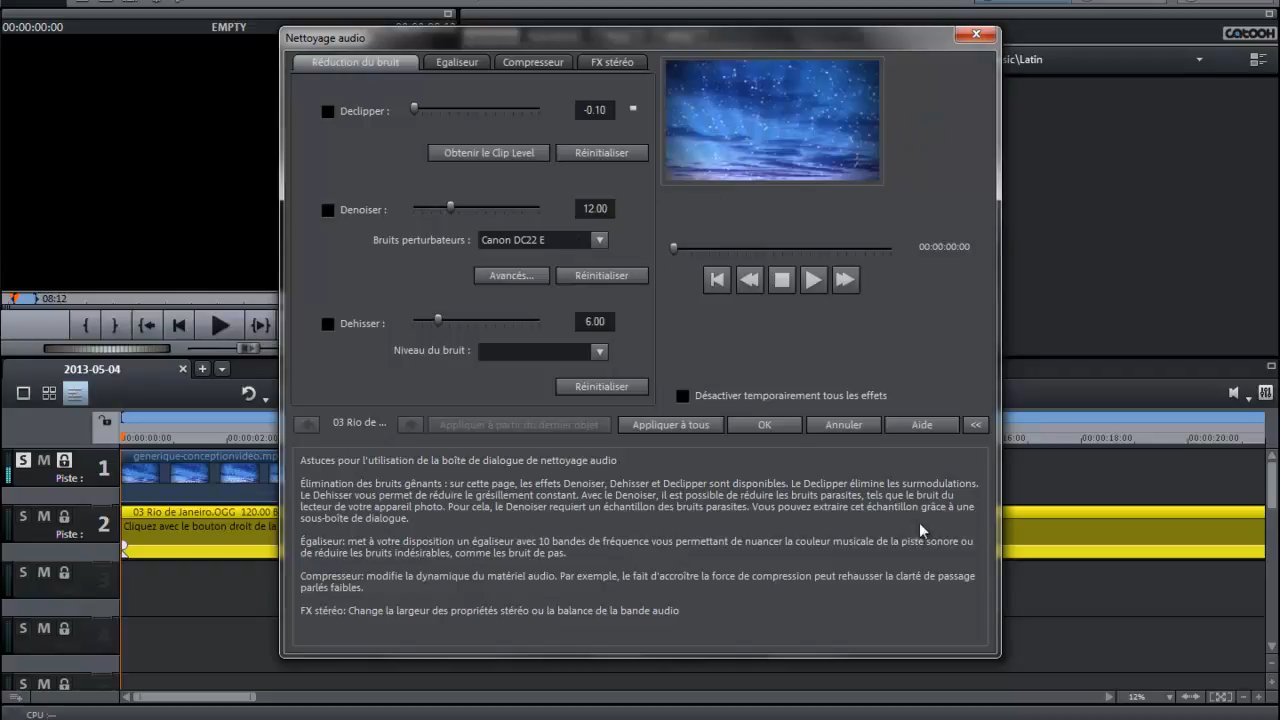 00:00:00:00
EMPTY
CATOOH
sic\Latin
Nettoyage audio
Réduction du bruit
Egaliseur
Compresseur
FX stéréo
Declipper :
-0.10
Obtenir le Clip Level
Réinitialiser
Denoiser :
12.00
Bruits perturbateurs :
Canon DC22 E
Avancés...
Réinitialiser
Dehisser :
6.00
Niveau du bruit :
Réinitialiser
00:00:00:00
Désactiver temporairement tous les effets
03 Rio de ...
Appliquer à partir du dernier objet
Appliquer à tous
OK
Annuler
Aide
<<
Astuces pour l'utilisation de la boîte de dialogue de nettoyage audio
Élimination des bruits gênants : sur cette page, les effets Denoiser, Dehisser et Declipper sont disponibles. Le Declipper élimine les surmodulations.
Le Dehisser vous permet de réduire le grésillement constant. Avec le Denoiser, il est possible de réduire les bruits parasites, tels que le bruit du
lecteur de votre appareil photo. Pour cela, le Denoiser requiert un échantillon des bruits parasites. Vous pouvez extraire cet échantillon grâce à une
sous-boîte de dialogue.
Égaliseur: met à votre disposition un égaliseur avec 10 bandes de fréquence vous permettant de nuancer la couleur musicale de la piste sonore ou
de réduire les bruits indésirables, comme les bruit de pas.
Compresseur: modifie la dynamique du matériel audio. Par exemple, le fait d'accroître la force de compression peut rehausser la clarté de passage
parlés faibles.
FX stéréo: Change la largeur des propriétés stéréo ou la balance de la bande audio
08:12
2013-05-04
00:00:00:00
00:00:02:00
16:00
00:00:18:00
00:00:20:00
S M
Piste :
1
generique-conceptionvideo.mp
S M
Piste :
2
03 Rio de Janeiro.OGG 120.00 B
Cliquez avec le bouton droit de la
S M
3
S M
S M
12%
CPU :--